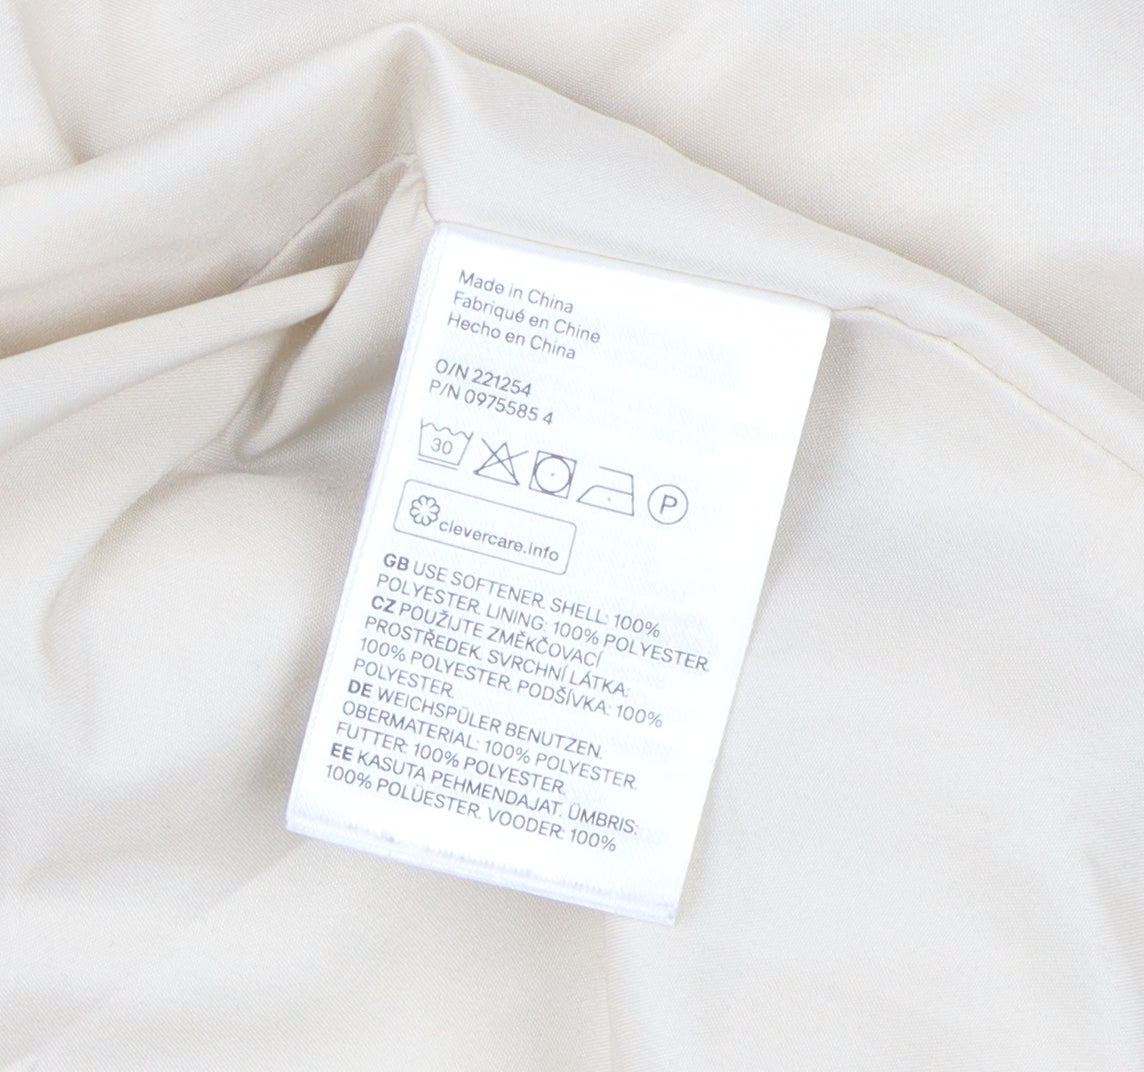 Made in China
Fabriqué en Chine
Hecho en China
O/N 221254
P/N 0975585 4
30
P
clevercare.info
GB USE SOFTENER. SHELL: 100%
POLYESTER. LINING: 100% POLYESTER.
CZ POUŽIJTE ZMĚKČOVACÍ
PROSTŘEDEK. SVRCHNÍ LÁTKA:
100% POLYESTER. PODŠÍVKA: 100%
POLYESTER.
DE WEICHSPÜLER BENUTZEN.
OBERMATERIAL: 100% POLYESTER.
FUTTER: 100% POLYESTER.
EE KASUTA PEHMENDAJAT. ÜMBRIS:
100% POLÜESTER. VOODER: 100%